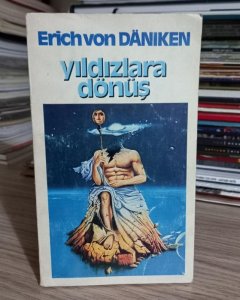 Erich von DÄNIKEN
yıldızlara
dönüş